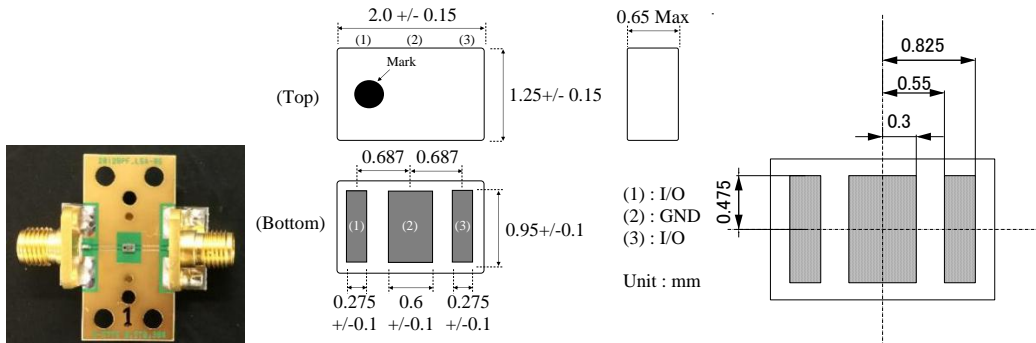 2.0 +/- 0.15
(1) (2) (3)
Mark
(Top)
1.25+/- 0.15
0.65 Max
0.687 0.687
(Bottom)
(1) (2) (3)
0.95+/-0.1
0.275 0.6 0.275
+/-0.1 +/-0.1 +/-0.1
(1) : I/O
(2) : GND
(3) : I/O
Unit : mm
0.825
0.55
0.3
0.475
1